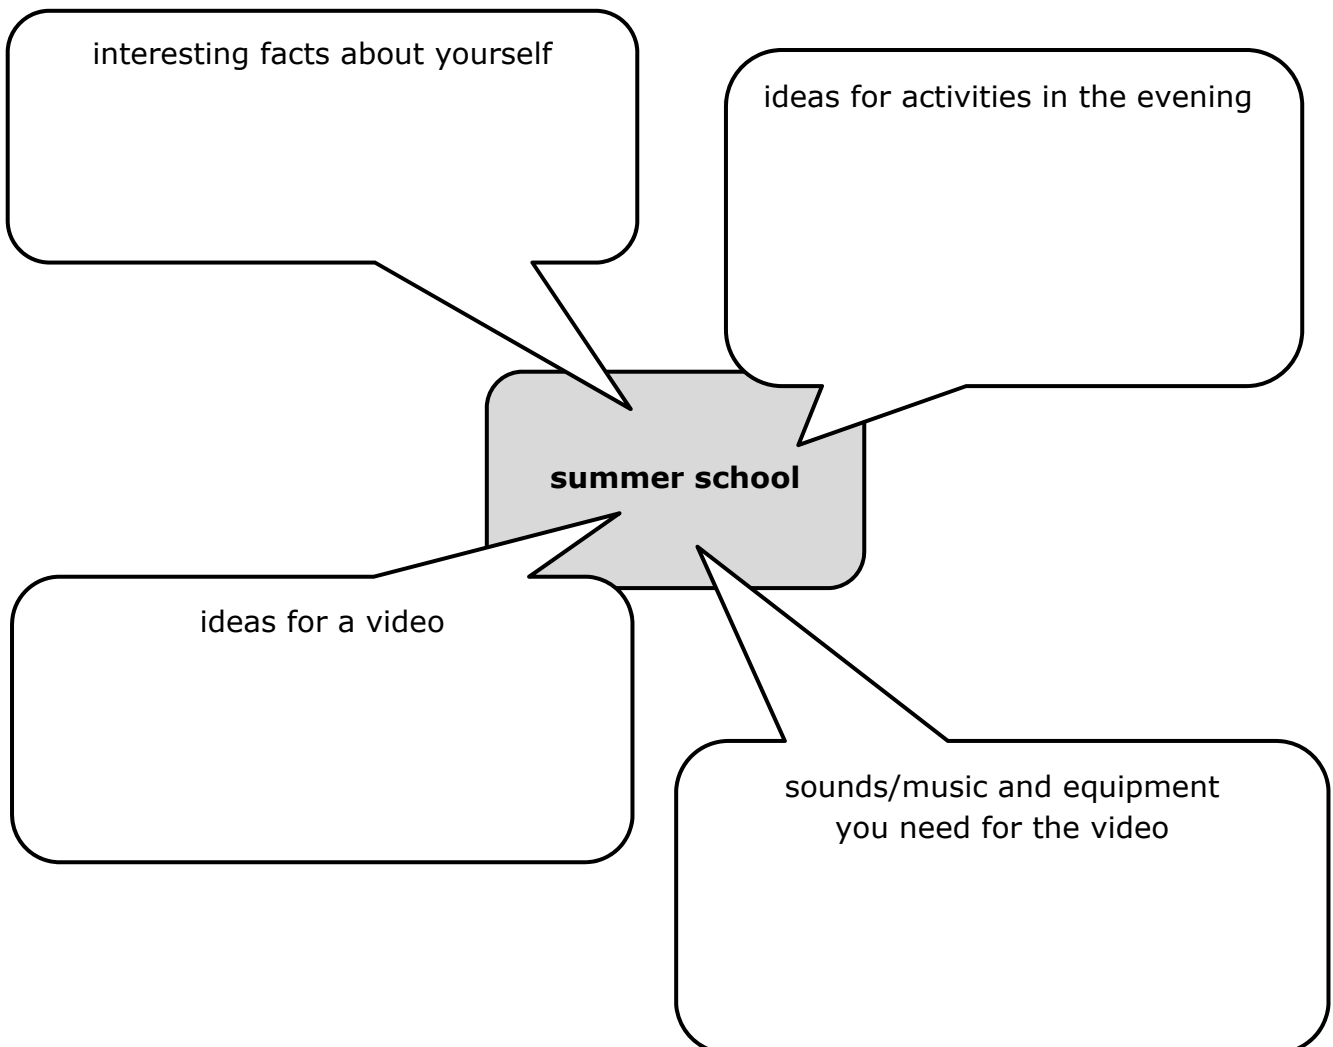 interesting facts about yourself
ideas for activities in the evening
summer school
ideas for a video
sounds/music and equipment
you need for the video